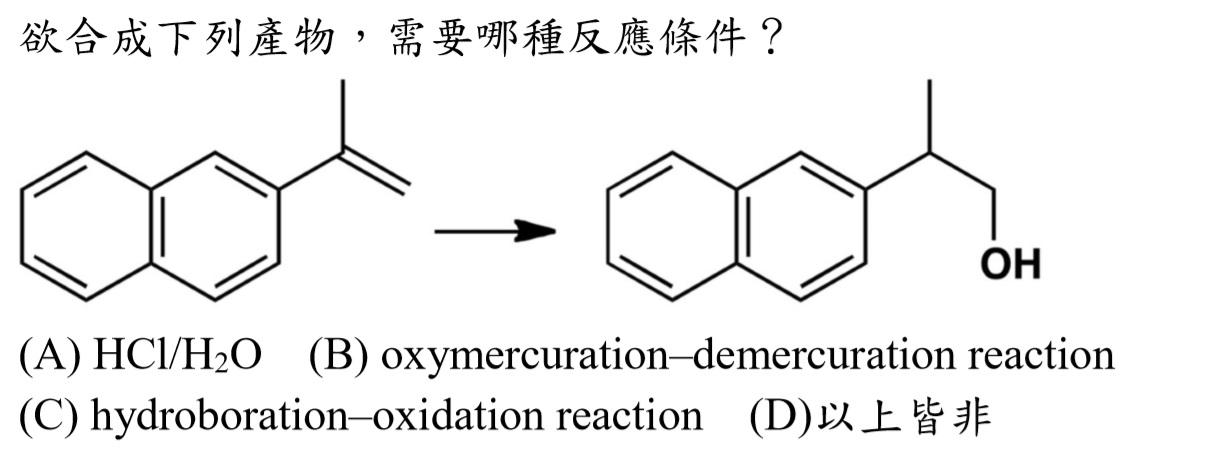 欲合成下列產物，需要哪種反應條件？
OH
(A) HCl/H₂O (B) oxymercuration–demercuration reaction
(C) hydroboration–oxidation reaction (D)以上皆非